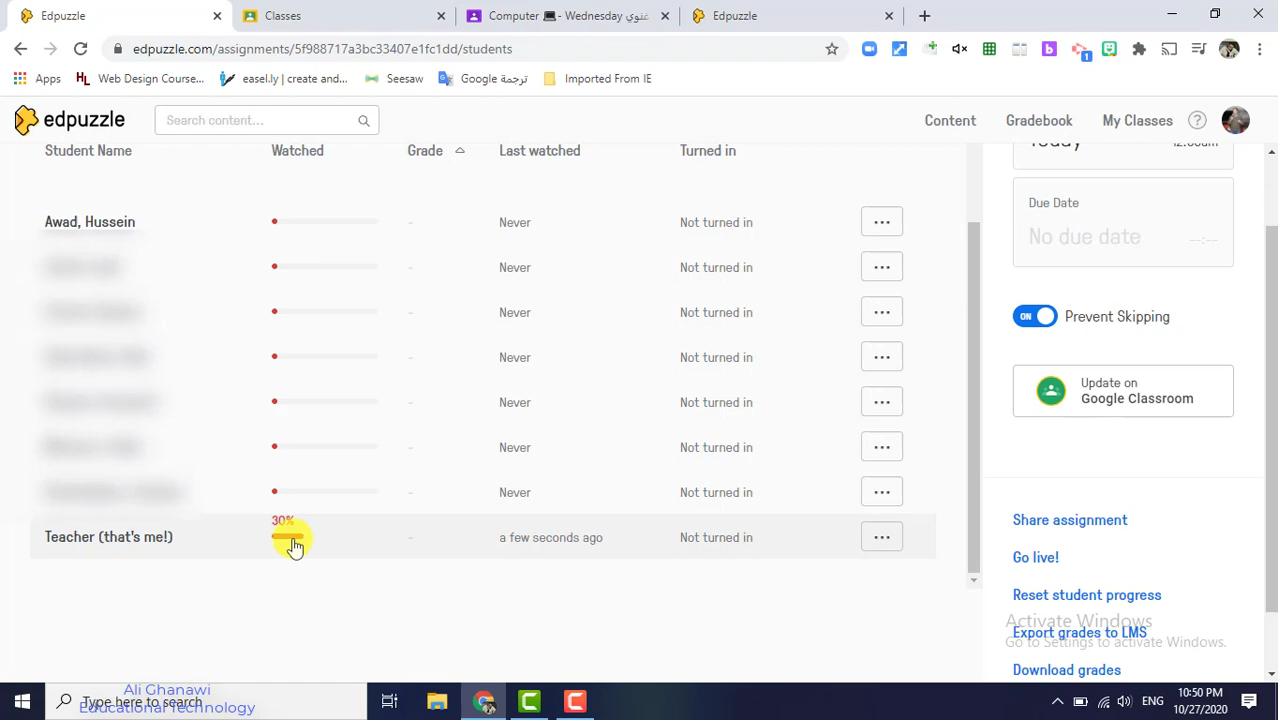 Edpuzzle
Classes
Computer 💻 - Wednesday غنوي
Edpuzzle
edpuzzle.com/assignments/5f988717a3bc33407e1fc1dd/students
1
Apps
Web Design Course...
easel.ly | create and...
Seesaw
Google ترجمة
Imported From IE
edpuzzle
Search content...
Content
Gradebook
My Classes
?
Student Name
Watched
Grade
Last watched
Turned in
Today
12:00am
Awad, Hussein
-
Never
Not turned in
-
Never
Not turned in
-
Never
Not turned in
-
Never
Not turned in
-
Never
Not turned in
-
Never
Not turned in
-
Never
Not turned in
30%
Teacher (that's me!)
-
a few seconds ago
Not turned in
Due Date
No due date
--:--
ON
Prevent Skipping
Update on
Google Classroom
Share assignment
Go live!
Reset student progress
Activate Windows
Export grades to LMS
Go to Settings to activate Windows.
Download grades
Type here to search
Ali Ghanawi
Educational Technology
ENG
10:50 PM
10/27/2020